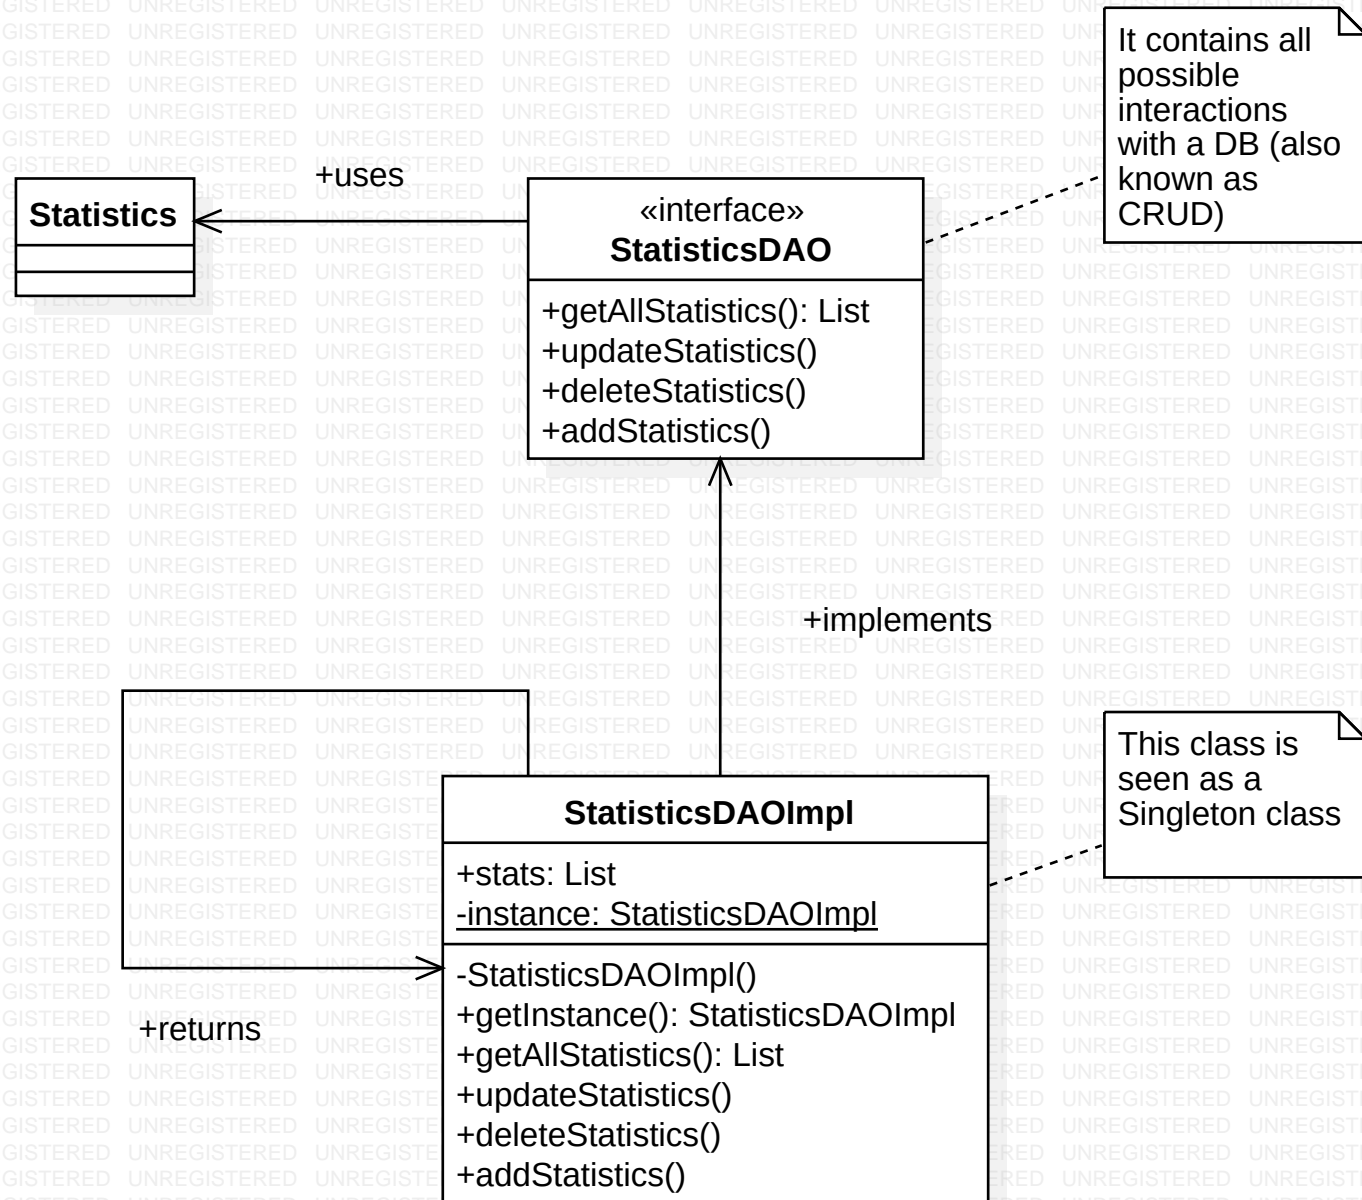 It contains all
possible
interactions
with a DB (also
known as
CRUD)
+uses
Statistics
«interface»
StatisticsDAO
+getAllStatistics(): List
+updateStatistics()
+deleteStatistics()
+addStatistics()
+implements
This class is
seen as a
Singleton class
StatisticsDAOImpl
+stats: List
-instance: StatisticsDAOImpl
-StatisticsDAOImpl()
+getInstance(): StatisticsDAOImpl
+getAllStatistics(): List
+updateStatistics()
+deleteStatistics()
+addStatistics()
+returns
UNREGISTERED